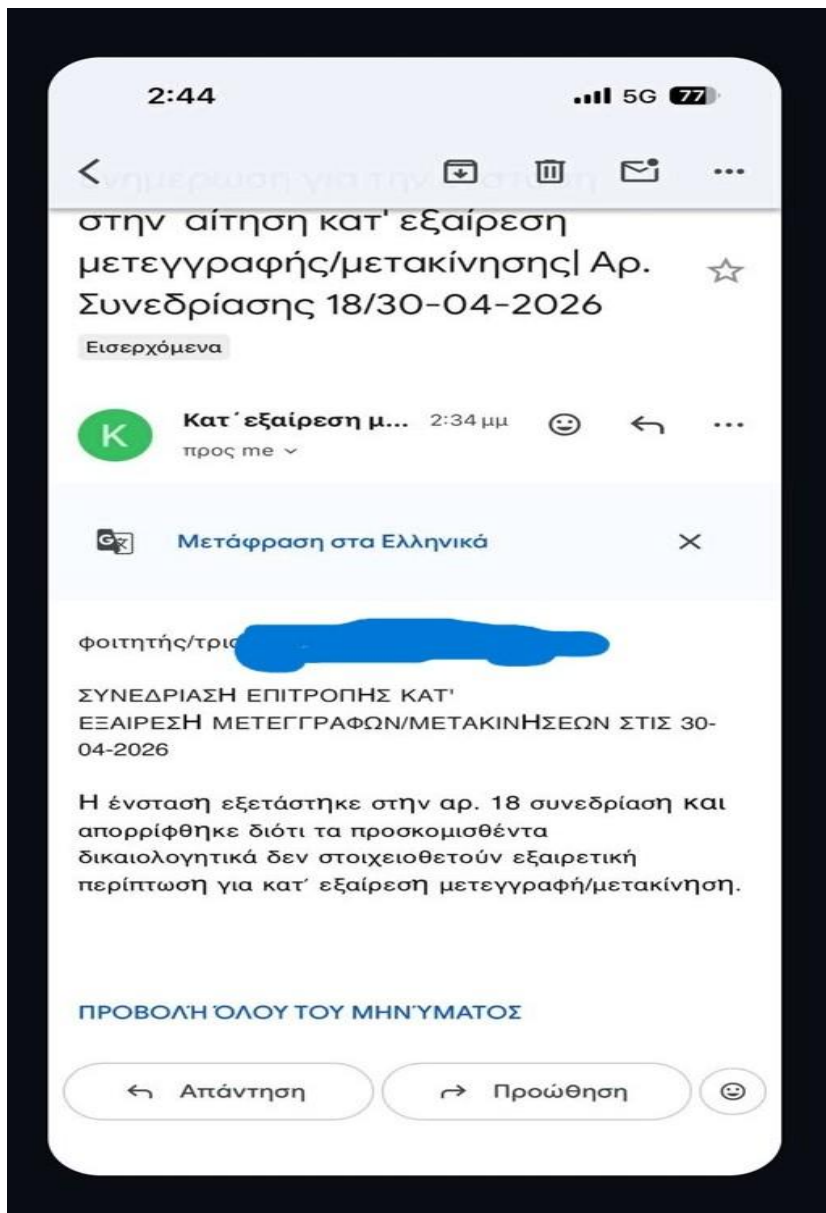 2:44
5G 77
στην αίτηση κατ' εξαίρεση
μετεγγραφής/μετακίνησης| Αρ.
Συνεδρίασης 18/30-04-2026
Εισερχόμενα
Κ
Κατ΄εξαίρεση μ... 2:34 μμ
προς me
Μετάφραση στα Ελληνικά
φοιτητής/τρια
ΣΥΝΕΔΡΙΑΣΗ ΕΠΙΤΡΟΠΗΣ ΚΑΤ'
ΕΞΑΙΡΕΣΗ ΜΕΤΕΓΓΡΑΦΩΝ/ΜΕΤΑΚΙΝΗΣΕΩΝ ΣΤΙΣ 30-
04-2026
Η ένσταση εξετάστηκε στην αρ. 18 συνεδρίαση και
απορρίφθηκε διότι τα προσκομισθέντα
δικαιολογητικά δεν στοιχειοθετούν εξαιρετική
περίπτωση για κατ΄ εξαίρεση μετεγγραφή/μετακίνηση.
ΠΡΟΒΟΛΉ ΌΛΟΥ ΤΟΥ ΜΗΝΎΜΑΤΟΣ
Απάντηση Προώθηση